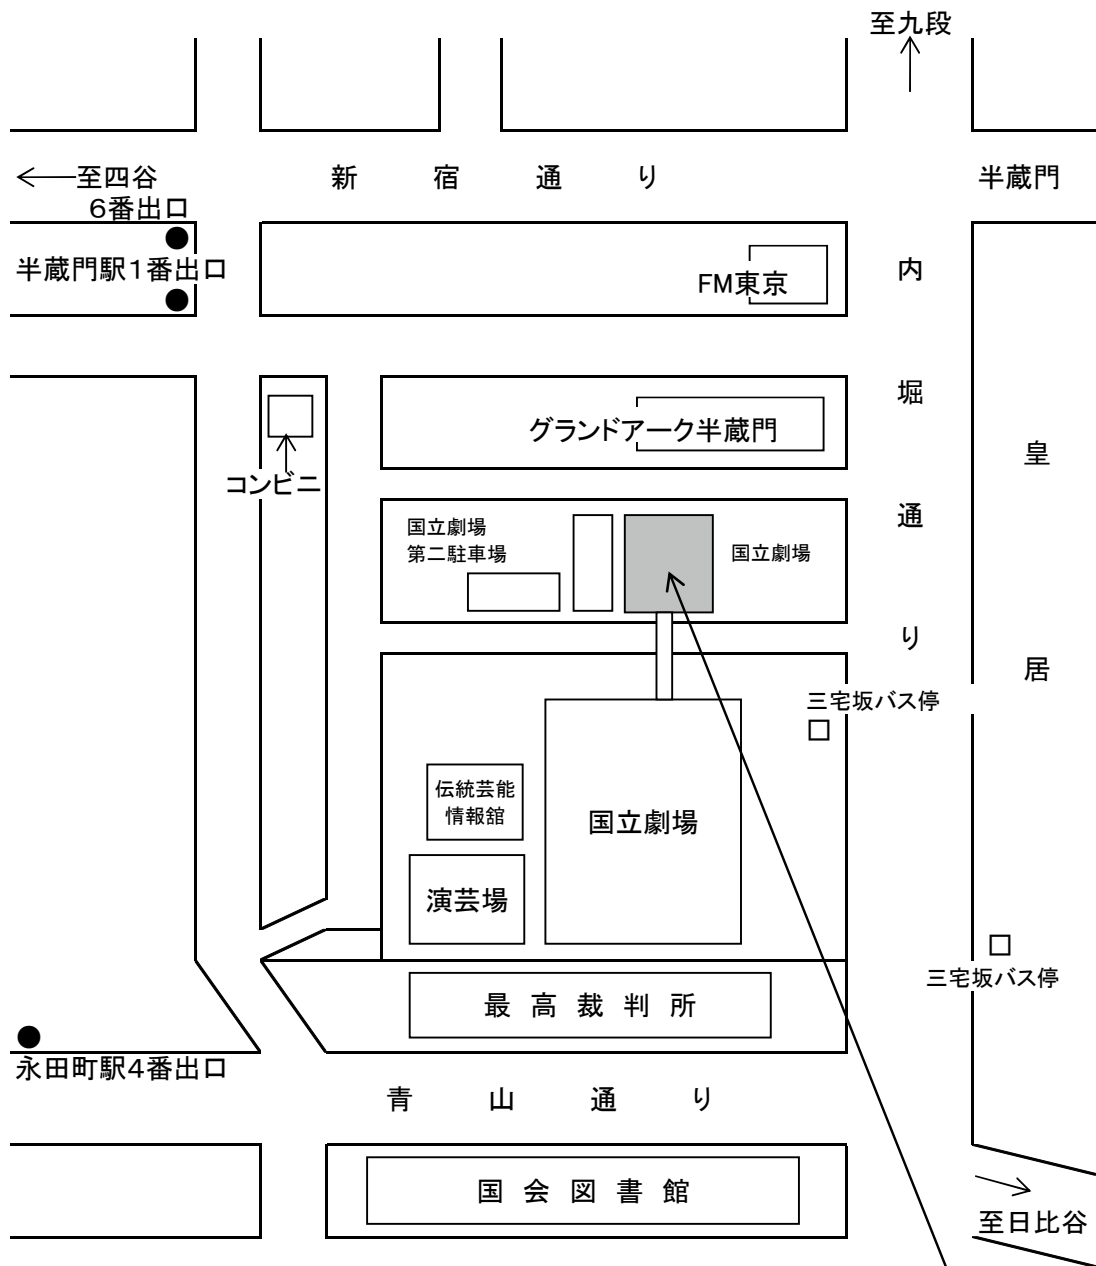 至九段
至四谷
新宿通り
半蔵門
6番出口
半蔵門駅1番出口
FM東京
内堀通り
グランドアーク半蔵門
皇居
コンビニ
国立劇場
第二駐車場
国立劇場
三宅坂バス停
伝統芸能
情報舘
国立劇場
演芸場
三宅坂バス停
最高裁判所
永田町駅4番出口
青山通り
国会図書館
至日比谷